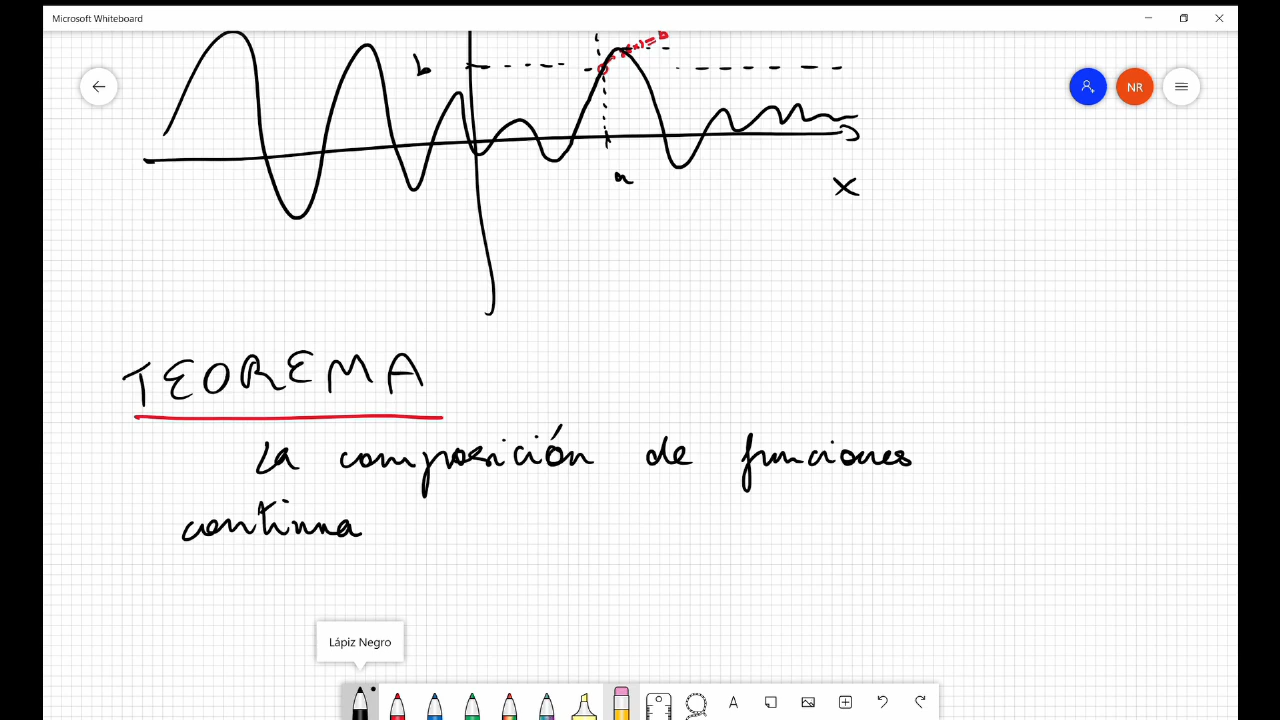 Microsoft Whiteboard
b
NR
x
TEOREMA
La composición de funciones
continua
Lápiz Negro
A